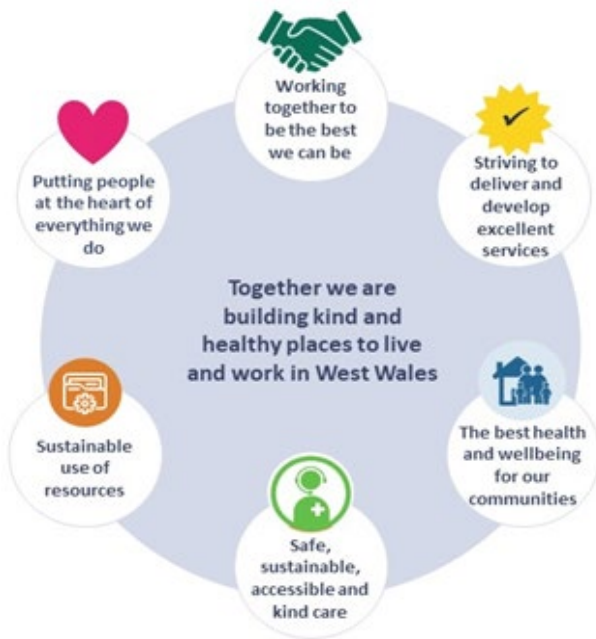 Working
together to
be the best
we can be
Striving to
deliver and
develop
excellent
services
The best health
and wellbeing
for our
communities
Safe,
sustainable,
accessible and
kind care
Sustainable
use of
resources
Putting people
at the heart of
everything we
do
Together we are
building kind and
healthy places to live
and work in West Wales